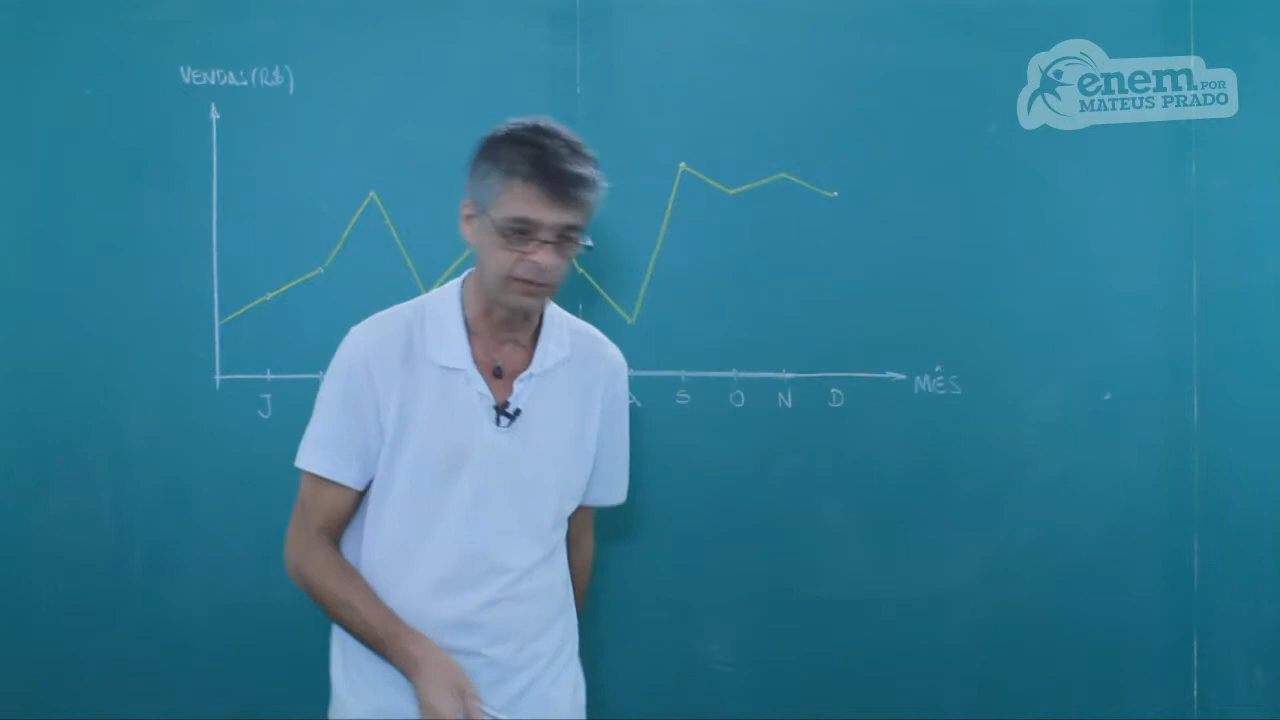 VENDAS (R$)
enem POR
MATEUS PRADO
MÊS
J
A S O N D